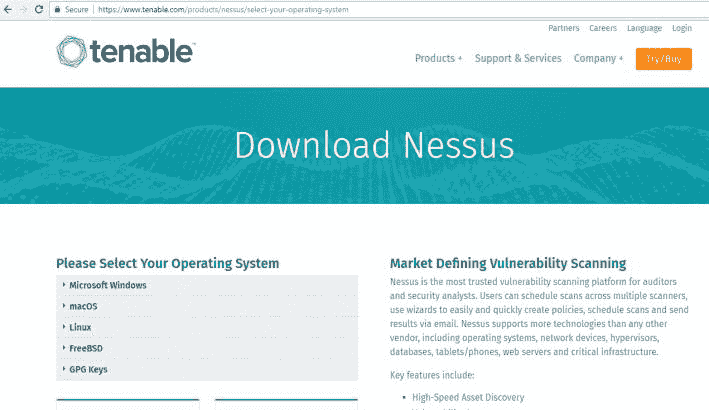 Secure | https://www.tenable.com/products/nessus/select-your-operating-system
Partners Careers Language Login
tenable™
Products + Support & Services Company + Try/Buy
Download Nessus
Please Select Your Operating System
Microsoft Windows
macOS
Linux
FreeBSD
GPG Keys
Market Defining Vulnerability Scanning
Nessus is the most trusted vulnerability scanning platform for auditors
and security analysts. Users can schedule scans across multiple scanners,
use wizards to easily and quickly create policies, schedule scans and send
results via email. Nessus supports more technologies than any other
vendor, including operating systems, network devices, hypervisors,
databases, tablets/phones, web servers and critical infrastructure.
Key features include:
• High-Speed Asset Discovery